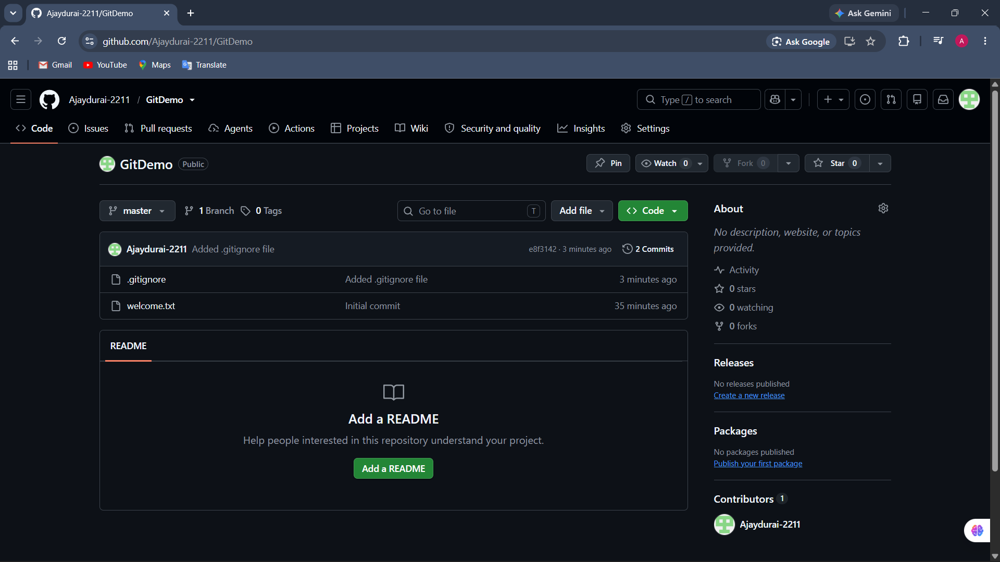 Ajaydurai-2211/GitDemo
Ask Gemini
github.com/Ajaydurai-2211/GitDemo
Ask Google
A
Gmail YouTube Maps Translate
Ajaydurai-2211 / GitDemo
Type / to search
Code Issues Pull requests Agents Actions Projects Wiki Security and quality Insights Settings
GitDemo Public
Pin Watch 0 Fork 0 Star 0
master 1 Branch 0 Tags
Go to file T Add file Code
Ajaydurai-2211 Added .gitignore file e8f3142 · 3 minutes ago 2 Commits
.gitignore Added .gitignore file 3 minutes ago
welcome.txt Initial commit 35 minutes ago
README
Add a README
Help people interested in this repository understand your project.
Add a README
About
No description, website, or topics
provided.
Activity
0 stars
0 watching
0 forks
Releases
No releases published
Create a new release
Packages
No packages published
Publish your first package
Contributors 1
Ajaydurai-2211